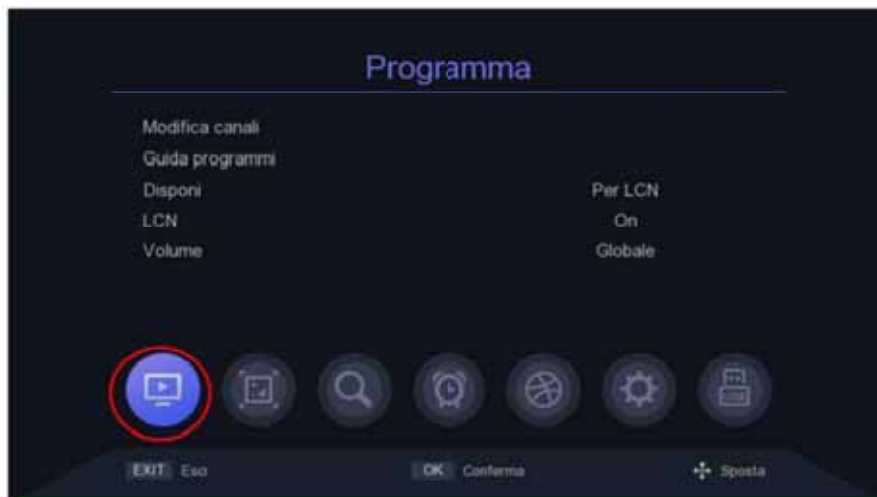 Programma
Modifica canali
Guida programmi
Disponi Per LCN
LCN On
Volume Globale
EXIT Esci OK Conferma Sposta